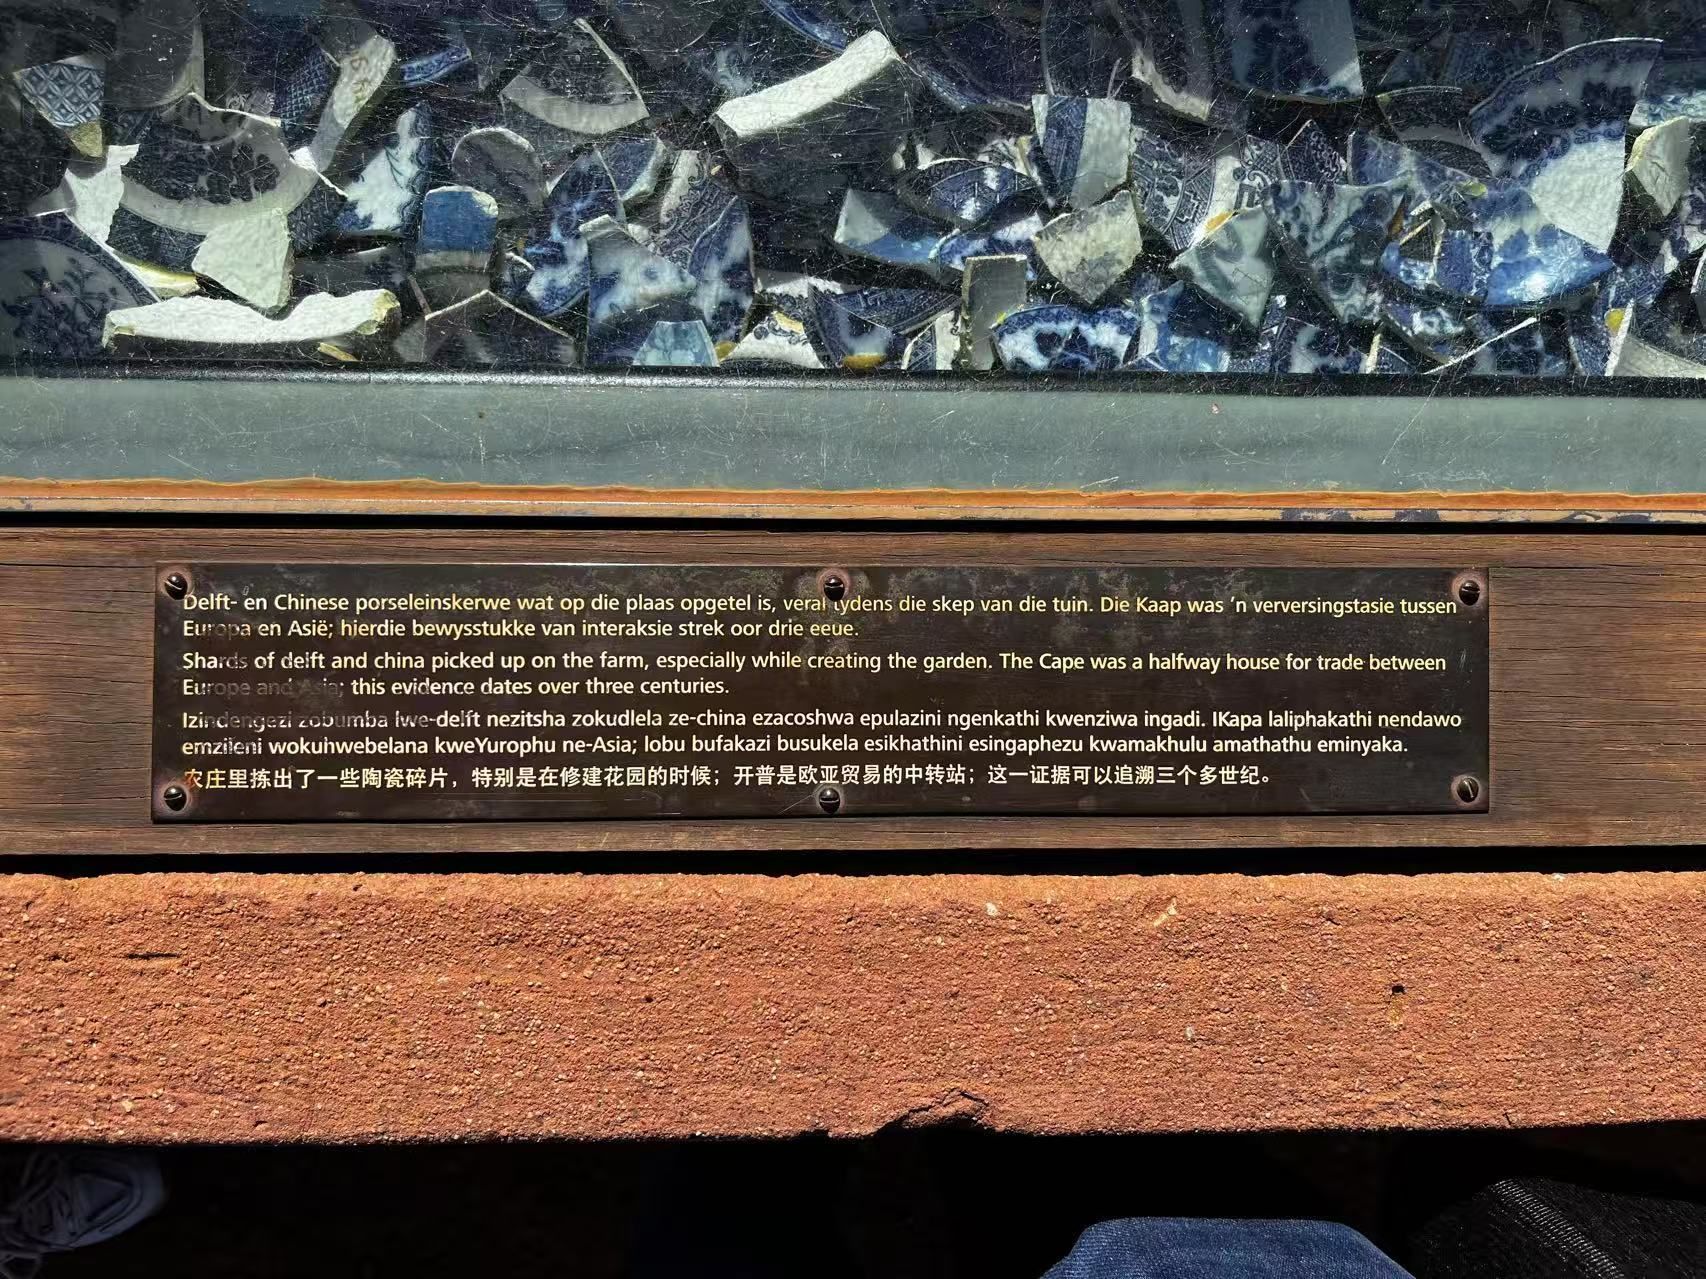 Delft- en Chinese porseleinskerwe wat op die plaas opgetel is, veral tydens die skep van die tuin. Die Kaap was 'n verversingstasie tussen
Europa en Asië; hierdie bewysstukke van interaksie strek oor drie eeue.
Shards of delft and china picked up on the farm, especially while creating the garden. The Cape was a halfway house for trade between
Europe and Asia; this evidence dates over three centuries.
Izindengezi zobumba lwe-delft nezitsha zokudlela ze-china ezacoshwa epulazini ngenkathi kwenziwa ingadi. IKapa laliphakathi nendawo
emzileni wokuhwebelana kweYurophu ne-Asia; lobu bufakazi busukela esikhathini esingaphezu kwamakhulu amathathu eminyaka.
农庄里拣出了一些陶瓷碎片，特别是在修建花园的时候；开普是欧亚贸易的中转站；这一证据可以追溯三个多世纪。